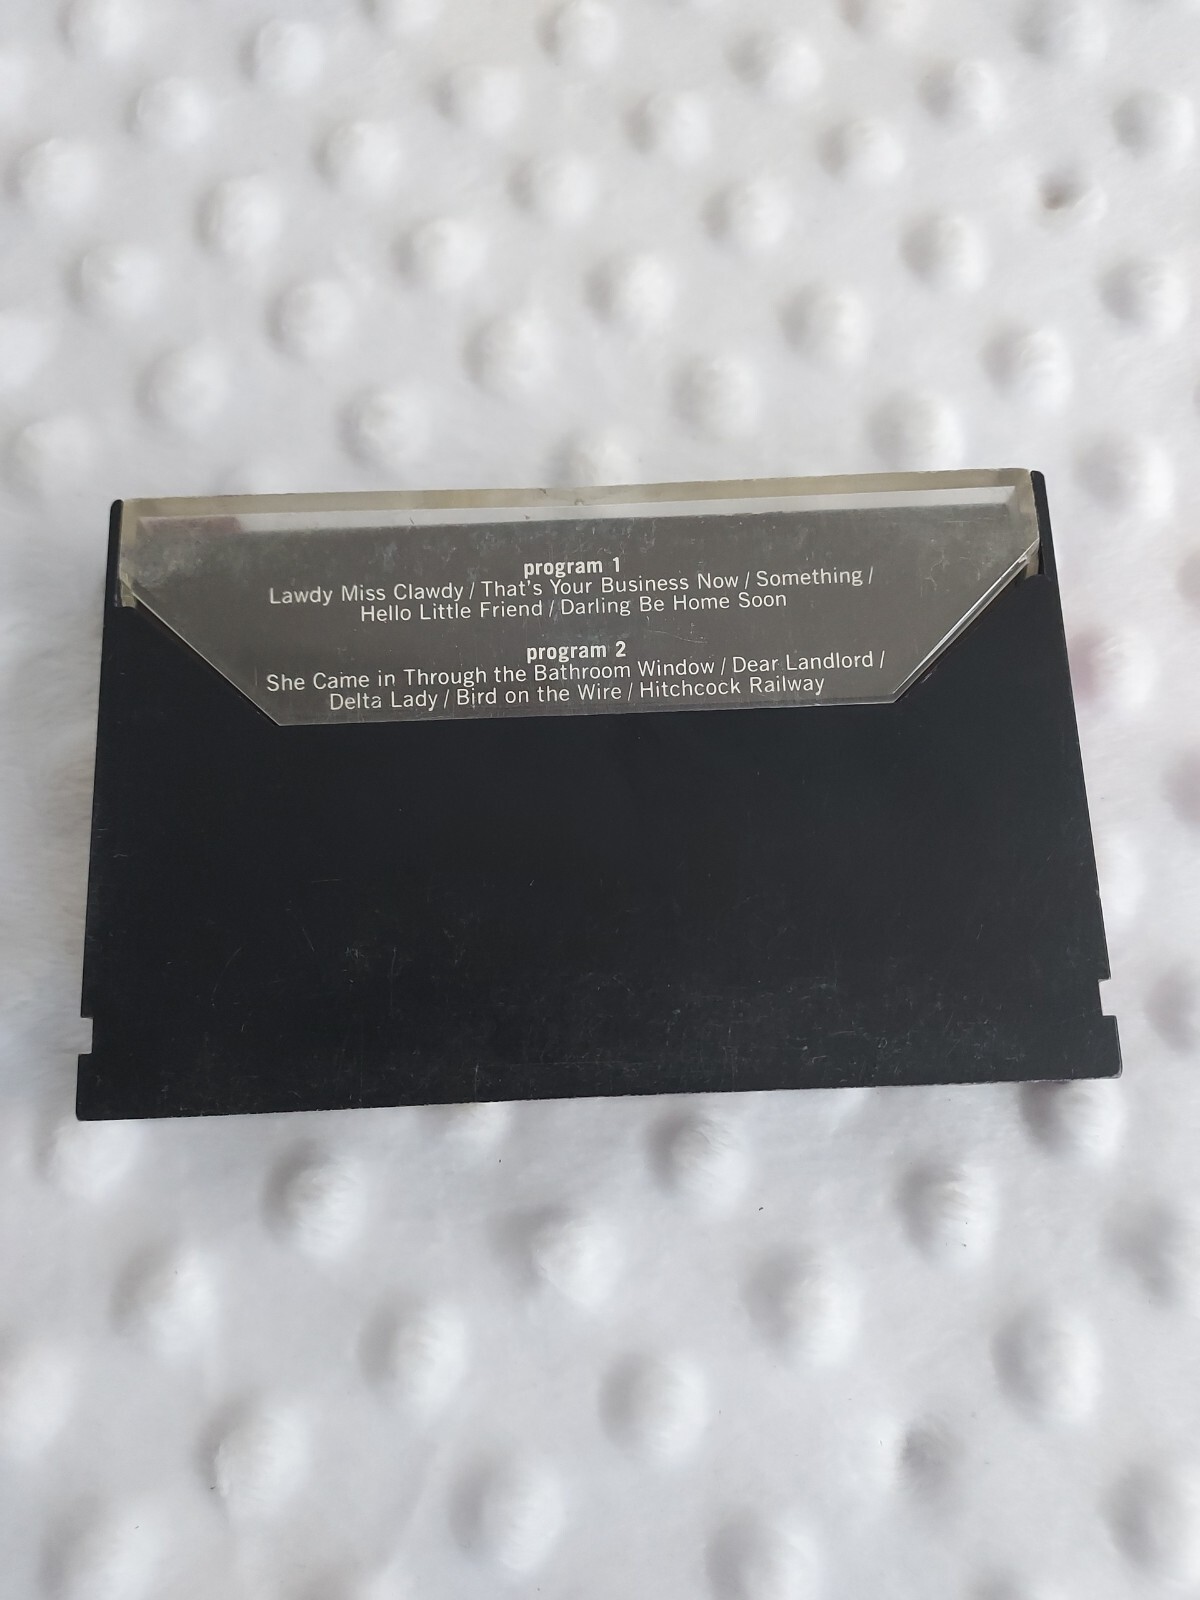 program 1
Lawdy Miss Clawdy / That's Your Business Now / Something /
Hello Little Friend / Darling Be Home Soon
program 2
She Came in Through the Bathroom Window / Dear Landlord /
Delta Lady / Bird on the Wire / Hitchcock Railway